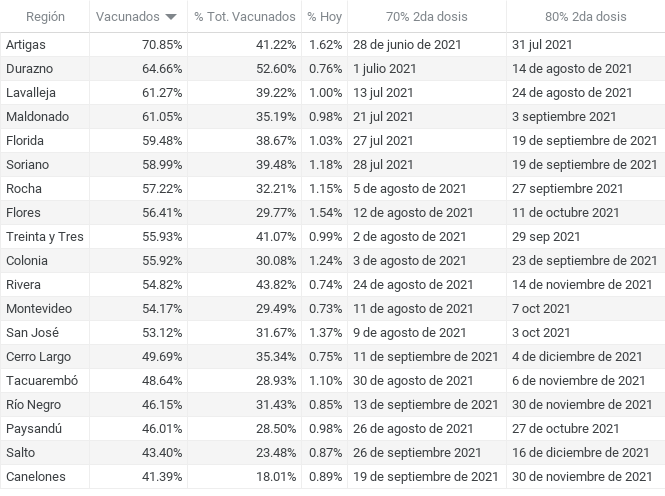 Región Vacunados % Tot. Vacunados % Hoy 70% 2da dosis 80% 2da dosis
Artigas 70.85% 41.22% 1.62% 28 de junio de 2021 31 jul 2021
Durazno 64.66% 52.60% 0.76% 1 julio 2021 14 de agosto de 2021
Lavalleja 61.27% 39.22% 1.00% 13 jul 2021 24 de agosto de 2021
Maldonado 61.05% 35.19% 0.98% 21 jul 2021 3 septiembre 2021
Florida 59.48% 38.67% 1.03% 27 jul 2021 19 de septiembre de 2021
Soriano 58.99% 39.48% 1.18% 28 jul 2021 19 de septiembre de 2021
Rocha 57.22% 32.21% 1.15% 5 de agosto de 2021 27 septiembre 2021
Flores 56.41% 29.77% 1.54% 12 de agosto de 2021 11 de octubre 2021
Treinta y Tres 55.93% 41.07% 0.99% 2 de agosto de 2021 29 sep 2021
Colonia 55.92% 30.08% 1.24% 3 de agosto de 2021 23 de septiembre de 2021
Rivera 54.82% 43.82% 0.74% 24 de agosto de 2021 14 de noviembre de 2021
Montevideo 54.17% 29.49% 0.73% 11 de agosto de 2021 7 oct 2021
San José 53.12% 31.67% 1.37% 9 de agosto de 2021 3 oct 2021
Cerro Largo 49.69% 35.34% 0.75% 11 de septiembre de 2021 4 de diciembre de 2021
Tacuarembó 48.64% 28.93% 1.10% 30 de agosto de 2021 6 de noviembre de 2021
Río Negro 46.15% 31.43% 0.85% 13 de septiembre de 2021 30 de noviembre de 2021
Paysandú 46.01% 28.50% 0.98% 26 de agosto de 2021 27 de octubre de 2021
Salto 43.40% 23.48% 0.87% 26 de septiembre 2021 16 de diciembre de 2021
Canelones 41.39% 18.01% 0.89% 19 de septiembre de 2021 30 de noviembre de 2021